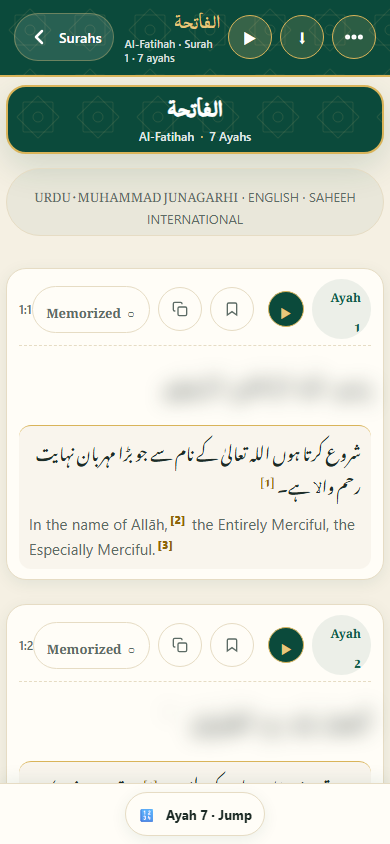 Surahs
الفاتحة
Al-Fatihah · Surah
1 · 7 ayahs
الفاتحة
Al-Fatihah · 7 Ayahs
URDU · MUHAMMAD JUNAGARHI · ENGLISH · SAHEEH
INTERNATIONAL
1:1
Memorized ○
Ayah
1
شروع کرتا ہوں اللہ تعالیٰ کے نام سے جو بڑا مہربان نہایت
رحم واﻻ ہے۔ [1]
In the name of Allāh,[2] the Entirely Merciful, the
Especially Merciful.[3]
1:2
Memorized ○
Ayah
2
Ayah 7 · Jump